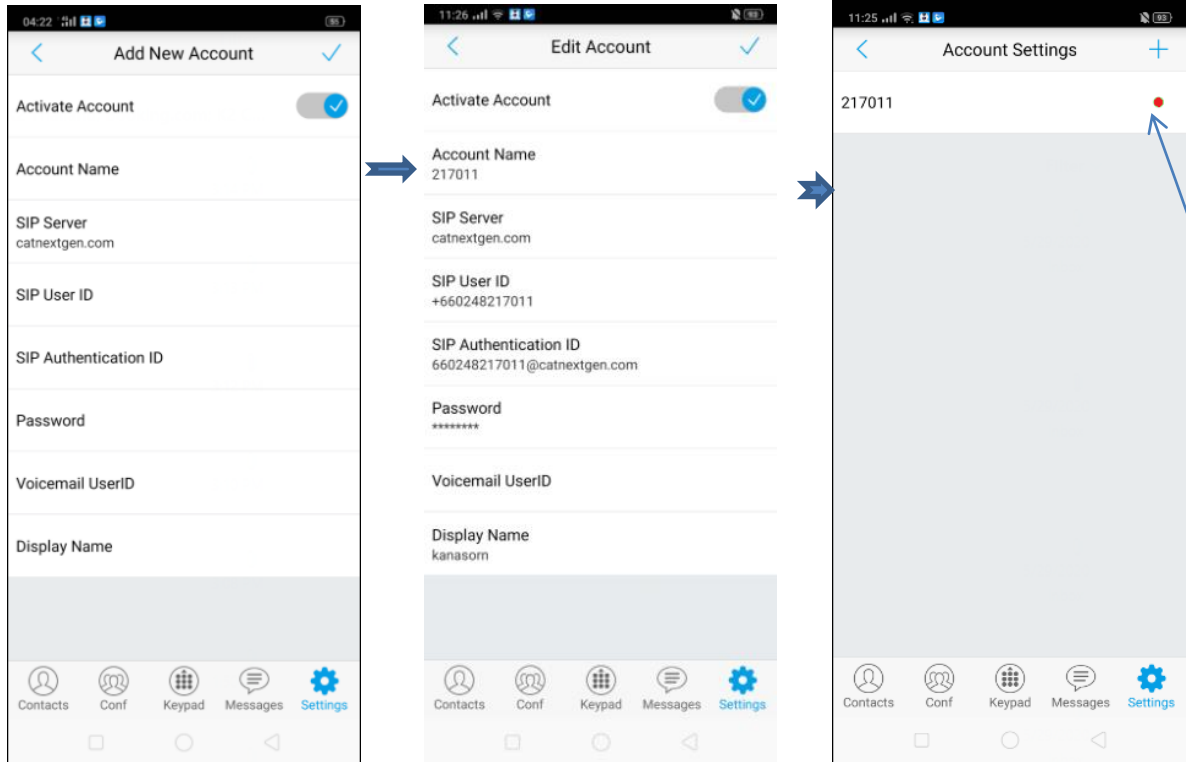 04:22
55
Add New Account
Activate Account
Account Name
SIP Server
catnextgen.com
SIP User ID
SIP Authentication ID
Password
Voicemail UserID
Display Name
Contacts
Conf
Keypad
Messages
Settings
11:26
93
Edit Account
Activate Account
Account Name
217011
SIP Server
catnextgen.com
SIP User ID
+660248217011
SIP Authentication ID
660248217011@catnextgen.com
Password
********
Voicemail UserID
Display Name
kanasorn
Contacts
Conf
Keypad
Messages
Settings
11:25
93
Account Settings
217011
Contacts
Conf
Keypad
Messages
Settings